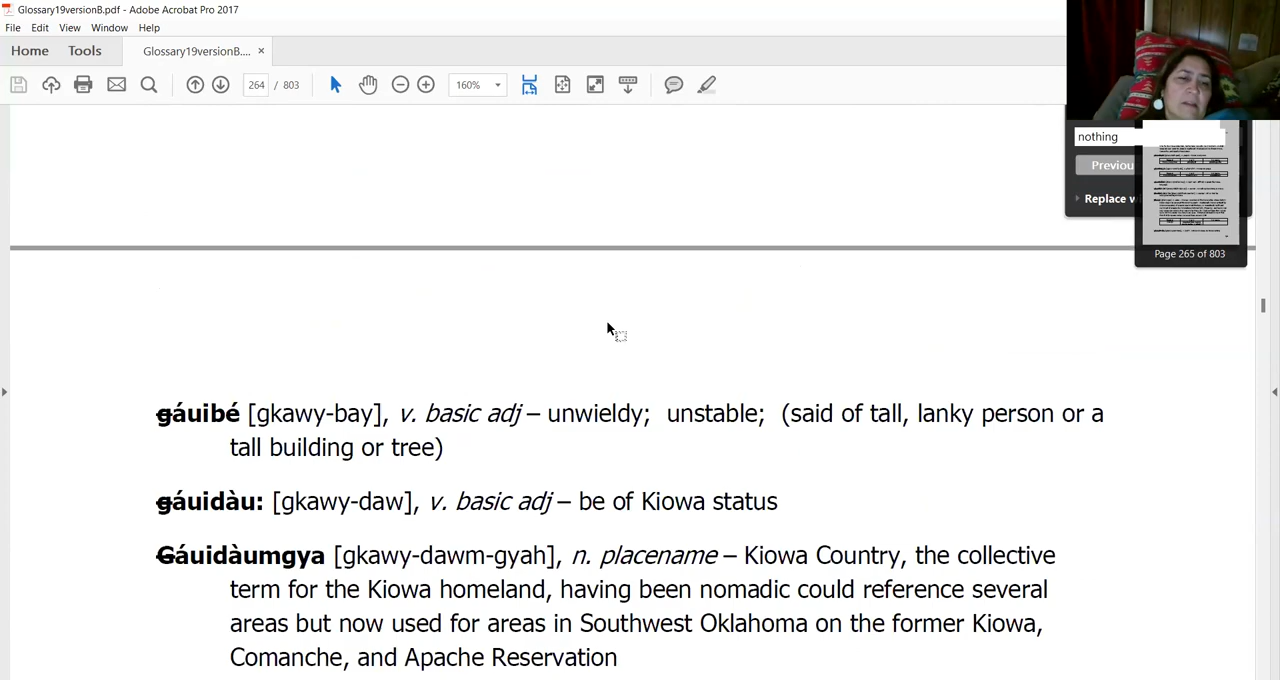 Glossary19versionB.pdf - Adobe Acrobat Pro 2017
File Edit View Window Help
Home Tools Glossary19versionB.... ×
264 / 803 160%
nothing
Previou
Replace wi
Page 265 of 803
g̶áuibé [gkawy-bay], v. basic adj – unwieldy; unstable; (said of tall, lanky person or a
tall building or tree)
g̶áuidàu: [gkawy-daw], v. basic adj – be of Kiowa status
G̶áuidàumgya [gkawy-dawm-gyah], n. placename – Kiowa Country, the collective
term for the Kiowa homeland, having been nomadic could reference several
areas but now used for areas in Southwest Oklahoma on the former Kiowa,
Comanche, and Apache Reservation